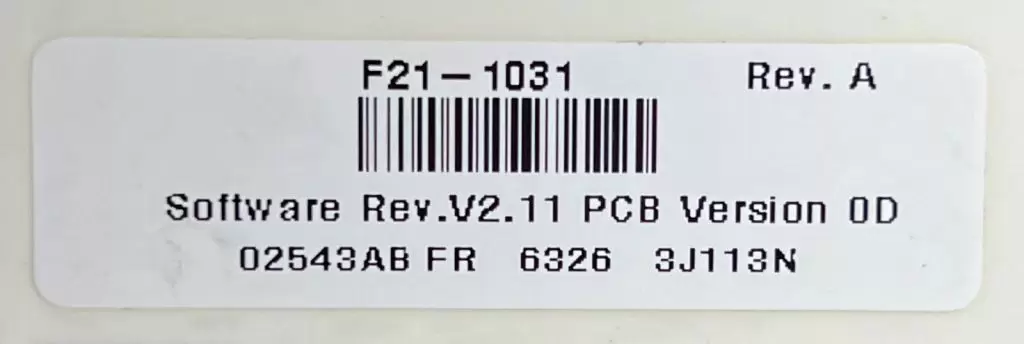 F21-1031 Rev. A
Software Rev.V2.11 PCB Version 0D
02543AB FR 6326 3J113N